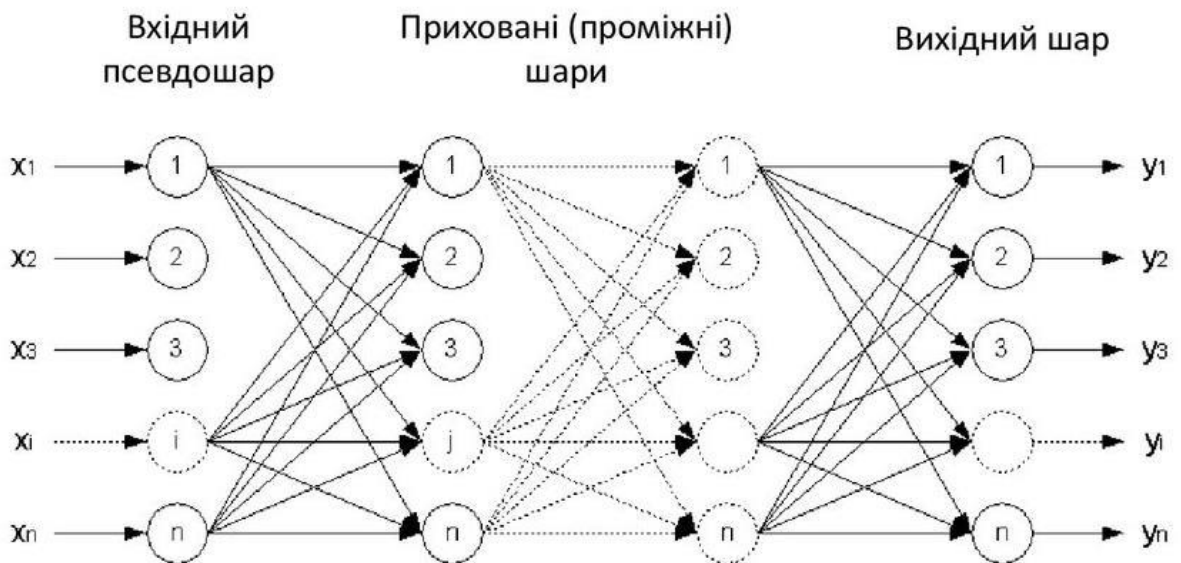 Вхідний
псевдошар
Приховані (проміжні)
шари
Вихідний шар
x1 1 1 1 1 y1
x2 2 2 2 2 y2
x3 3 3 3 3 y3
xi i j yi
xn n n n n yn